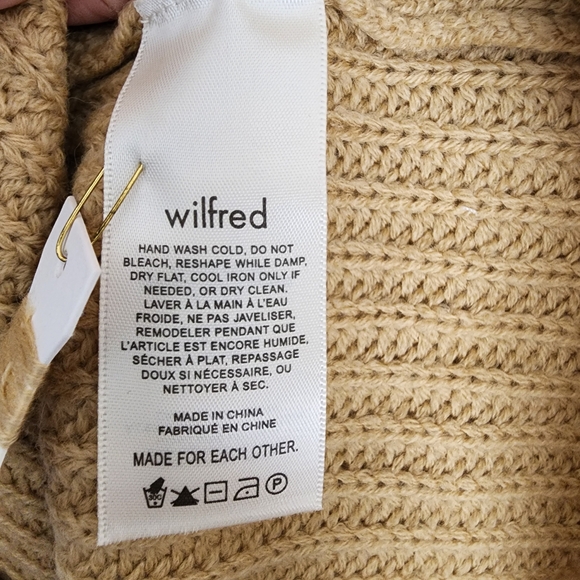 wilfred
HAND WASH COLD, DO NOT
BLEACH, RESHAPE WHILE DAMP,
DRY FLAT, COOL IRON ONLY IF
NEEDED, OR DRY CLEAN.
LAVER À LA MAIN À L'EAU
FROIDE, NE PAS JAVELISER,
REMODELER PENDANT QUE
L'ARTICLE EST ENCORE HUMIDE,
SÉCHER À PLAT, REPASSAGE
DOUX SI NÉCESSAIRE, OU
NETTOYER À SEC.
MADE IN CHINA
FABRIQUÉ EN CHINE
MADE FOR EACH OTHER.
30C P